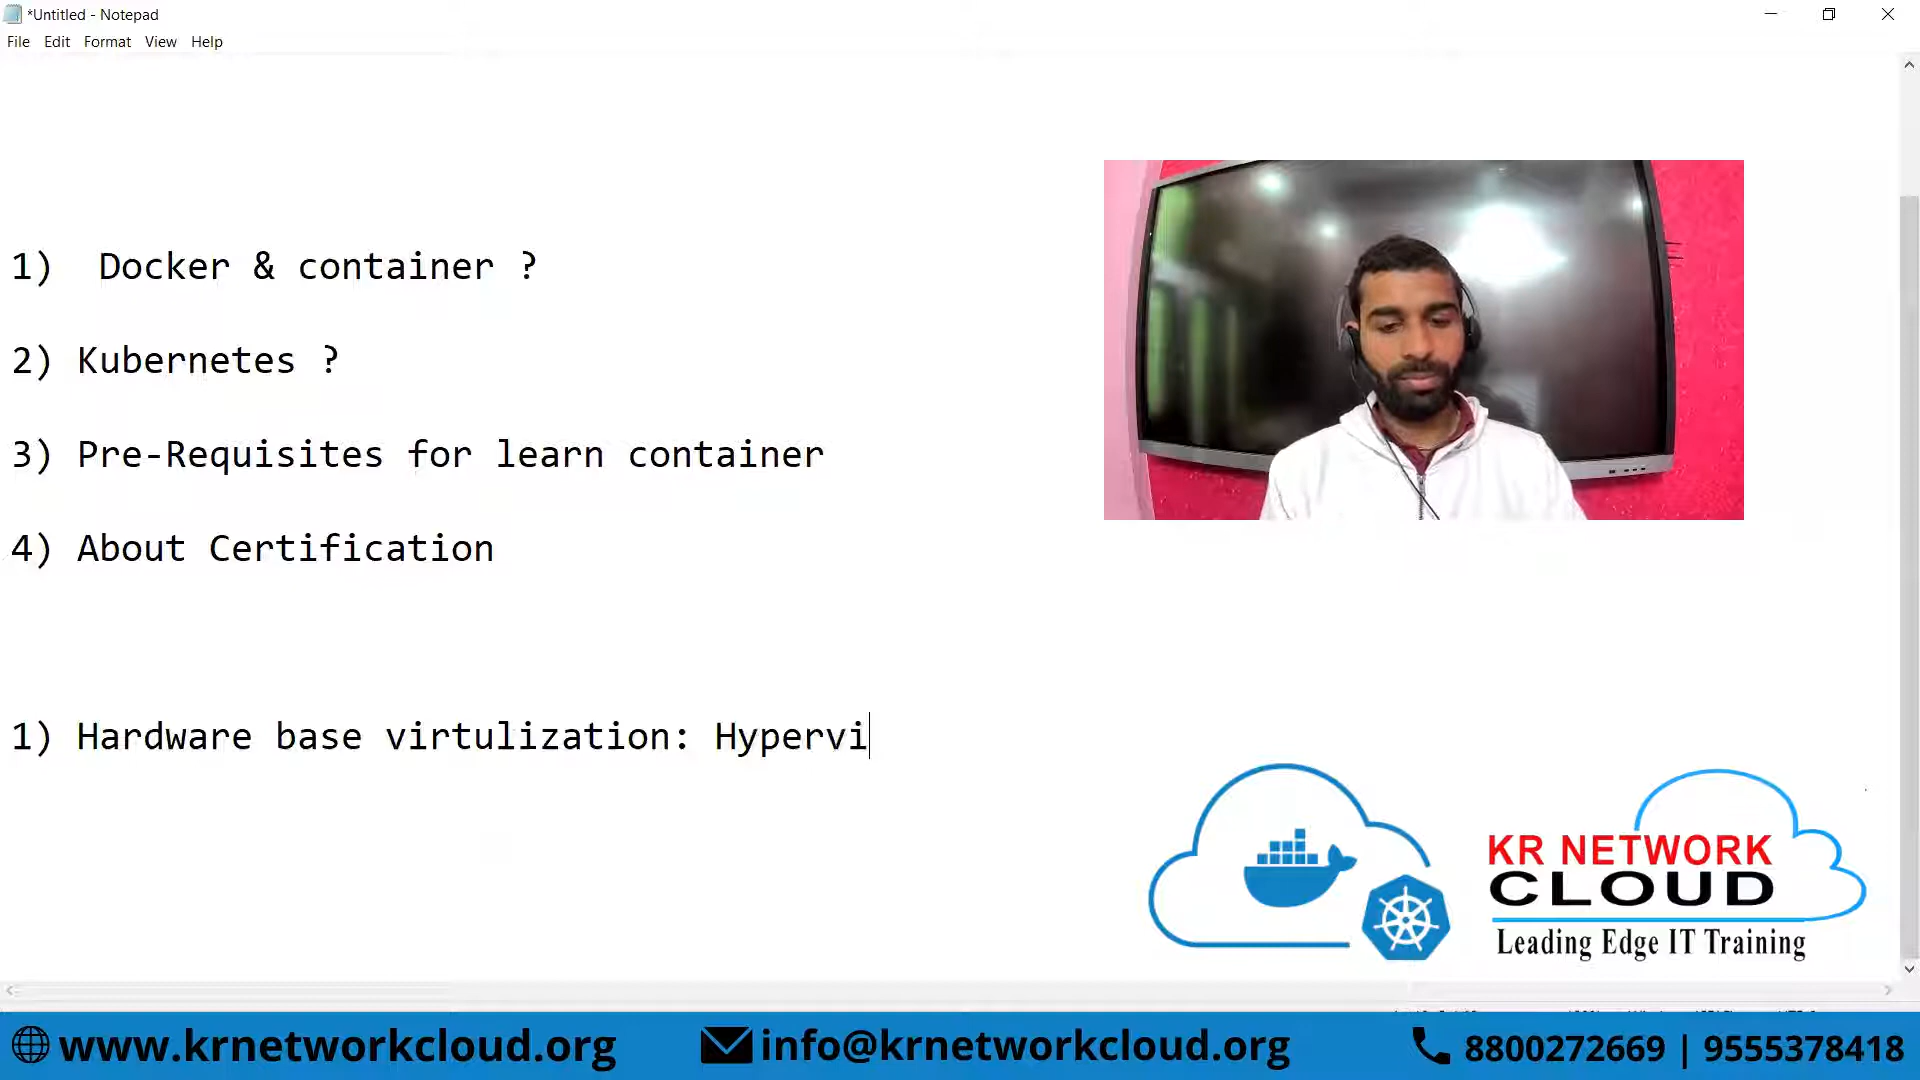 *Untitled - Notepad
File Edit Format View Help
1)  Docker & container ?
2) Kubernetes ?
3) Pre-Requisites for learn container
4) About Certification
1) Hardware base virtulization: Hypervi
KR NETWORK
CLOUD
Leading Edge IT Training
www.krnetworkcloud.org
info@krnetworkcloud.org
8800272669 | 9555378418